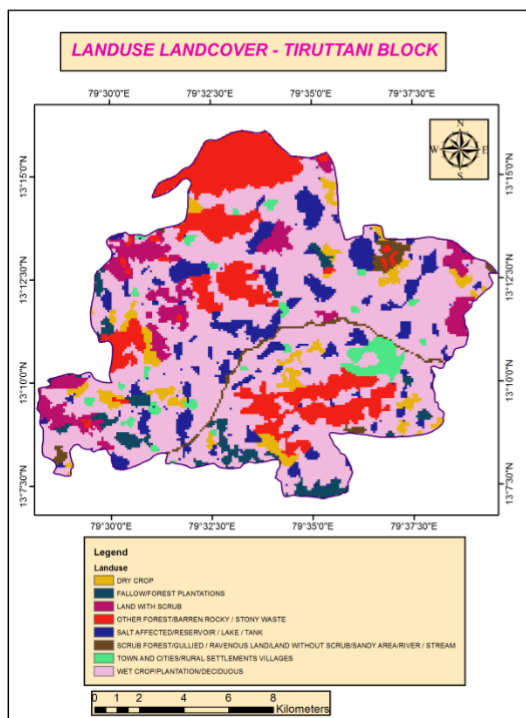 LANDUSE LANDCOVER - TIRUTTANI BLOCK
79°30'0"E 79°32'30"E 79°35'0"E 79°37'30"E
N
W E
S
13°15'0"N 13°15'0"N
13°12'30"N 13°12'30"N
13°10'0"N 13°10'0"N
13°7'30"N 13°7'30"N
79°30'0"E 79°32'30"E 79°35'0"E 79°37'30"E
Legend
Landuse
DRY CROP
FALLOW/FOREST PLANTATIONS
LAND WITH SCRUB
OTHER FOREST/BARREN ROCKY / STONY WASTE
SALT AFFECTED/RESERVOIR / LAKE / TANK
SCRUB FOREST/GULLIED / RAVENOUS LAND/LAND WITHOUT SCRUB/SANDY AREA/RIVER / STREAM
TOWN AND CITIES/RURAL SETTLEMENTS VILLAGES
WET CROP/PLANTATION/DECIDUOUS
0 1 2 4 6 8
Kilometers